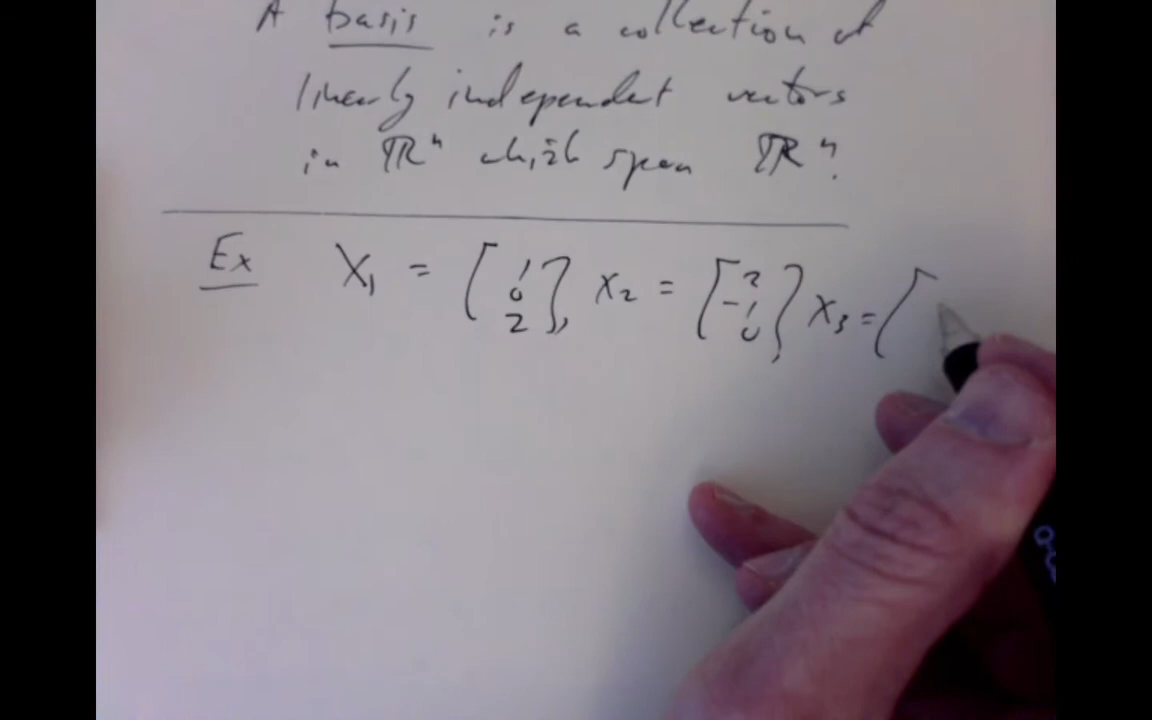 A basis is a collection of
linearly independent vectors
in ℝⁿ which span ℝⁿ.
Ex X₁ = [1 0 2], X₂ = [2 -1 0], X₃ = [